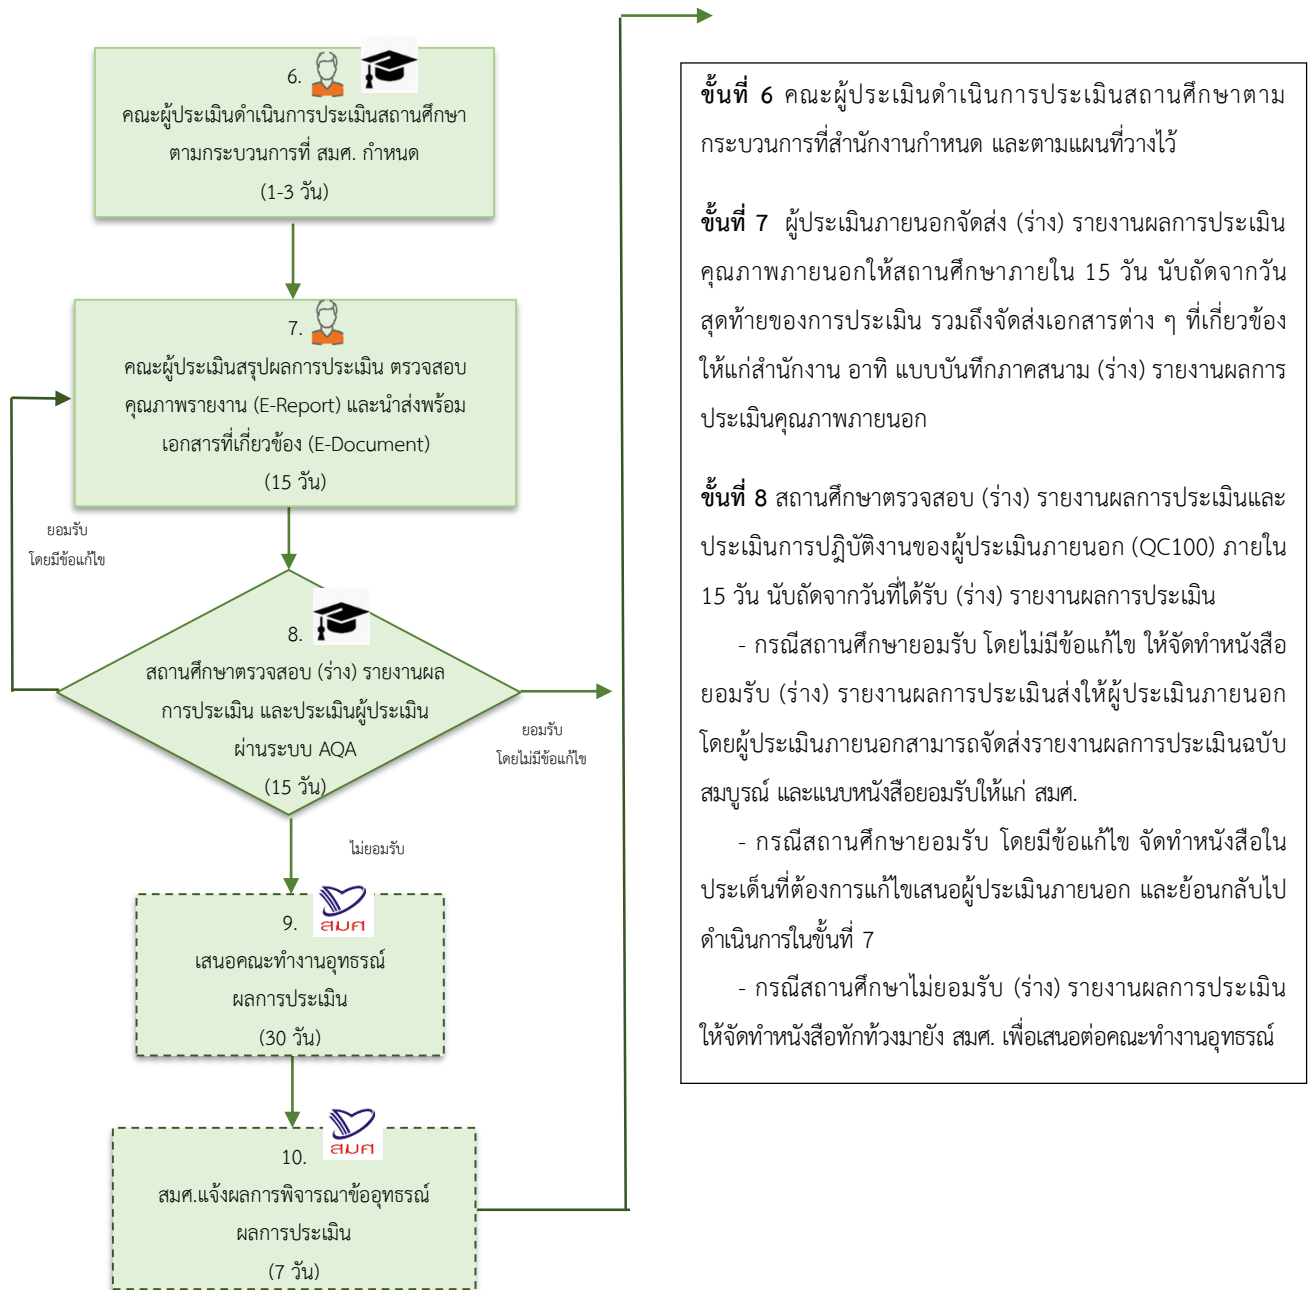 6.
คณะผู้ประเมินดำเนินการประเมินสถานศึกษา
ตามกระบวนการที่ สมศ. กำหนด
(1-3 วัน)
7.
คณะผู้ประเมินสรุปผลการประเมิน ตรวจสอบ
คุณภาพรายงาน (E-Report) และนำส่งพร้อม
เอกสารที่เกี่ยวข้อง (E-Document)
(15 วัน)
ยอมรับ
โดยมีข้อแก้ไข
8.
สถานศึกษาตรวจสอบ (ร่าง) รายงานผล
การประเมิน และประเมินผู้ประเมิน
ผ่านระบบ AQA
(15 วัน)
ยอมรับ
โดยไม่มีข้อแก้ไข
ไม่ยอมรับ
9.
สมศ
เสนอคณะทำงานอุทธรณ์
ผลการประเมิน
(30 วัน)
10.
สมศ
สมศ.แจ้งผลการพิจารณาข้ออุทธรณ์
ผลการประเมิน
(7 วัน)
ขั้นที่ 6 คณะผู้ประเมินดำเนินการประเมินสถานศึกษาตาม
กระบวนการที่สำนักงานกำหนด และตามแผนที่วางไว้
ขั้นที่ 7 ผู้ประเมินภายนอกจัดส่ง (ร่าง) รายงานผลการประเมิน
คุณภาพภายนอกให้สถานศึกษาภายใน 15 วัน นับถัดจากวัน
สุดท้ายของการประเมิน รวมถึงจัดส่งเอกสารต่าง ๆ ที่เกี่ยวข้อง
ให้แก่สำนักงาน อาทิ แบบบันทึกภาคสนาม (ร่าง) รายงานผลการ
ประเมินคุณภาพภายนอก
ขั้นที่ 8 สถานศึกษาตรวจสอบ (ร่าง) รายงานผลการประเมินและ
ประเมินการปฎิบัติงานของผู้ประเมินภายนอก (QC100) ภายใน
15 วัน นับถัดจากวันที่ได้รับ (ร่าง) รายงานผลการประเมิน
- กรณีสถานศึกษายอมรับ โดยไม่มีข้อแก้ไข ให้จัดทำหนังสือ
ยอมรับ (ร่าง) รายงานผลการประเมินส่งให้ผู้ประเมินภายนอก
โดยผู้ประเมินภายนอกสามารถจัดส่งรายงานผลการประเมินฉบับ
สมบูรณ์ และแนบหนังสือยอมรับให้แก่ สมศ.
- กรณีสถานศึกษายอมรับ โดยมีข้อแก้ไข จัดทำหนังสือใน
ประเด็นที่ต้องการแก้ไขเสนอผู้ประเมินภายนอก และย้อนกลับไป
ดำเนินการในขั้นที่ 7
- กรณีสถานศึกษาไม่ยอมรับ (ร่าง) รายงานผลการประเมิน
ให้จัดทำหนังสือทักท้วงมายัง สมศ. เพื่อเสนอต่อคณะทำงานอุทธรณ์